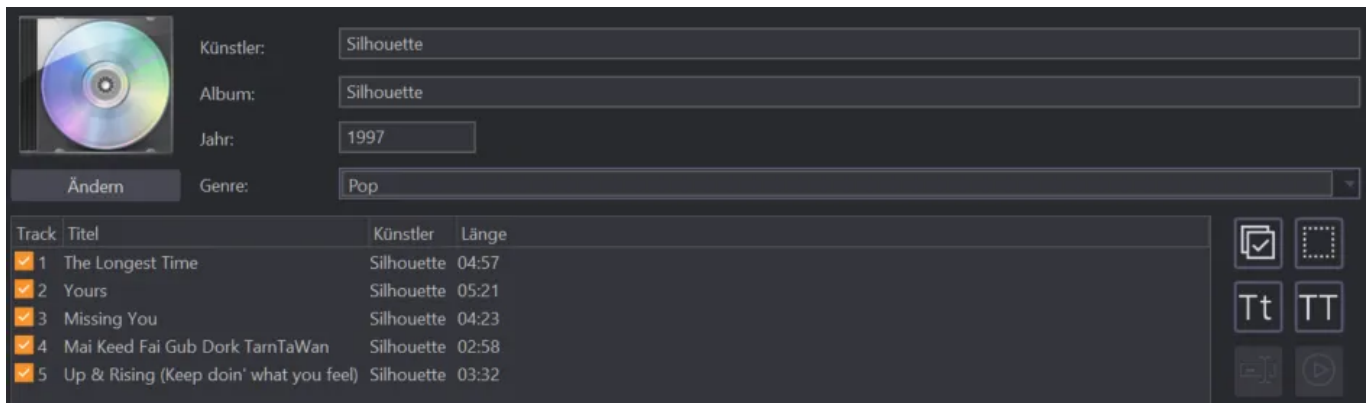 Künstler: Silhouette
Album: Silhouette
Jahr: 1997
Ändern Genre: Pop
Track Titel Künstler Länge
1 The Longest Time Silhouette 04:57
2 Yours Silhouette 05:21
3 Missing You Silhouette 04:23
4 Mai Keed Fai Gub Dork TarnTaWan Silhouette 02:58
5 Up & Rising (Keep doin' what you feel) Silhouette 03:32
Tt TT